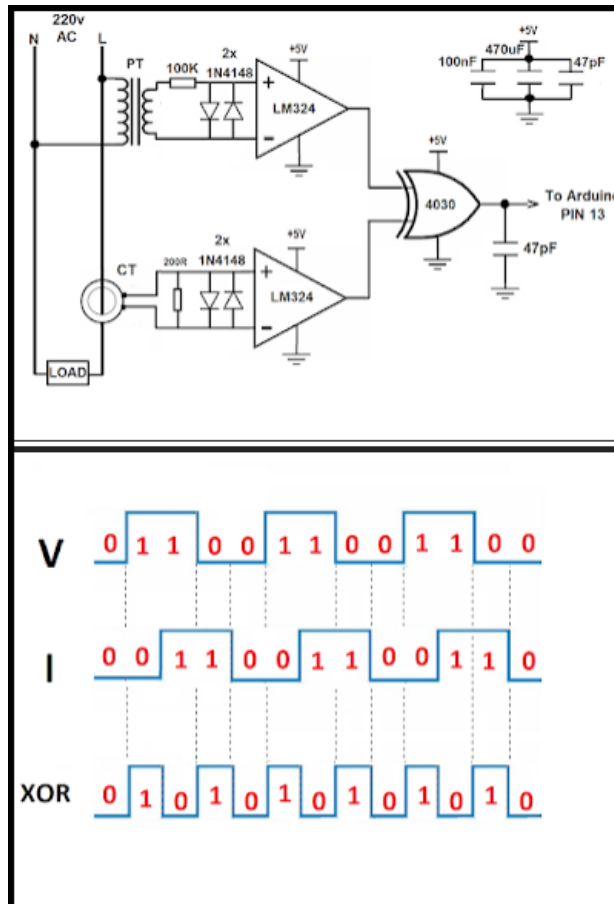 220v
AC
N L
PT
100K
2x
1N4148
+5V
LM324
+5V
100nF 470uF 47pF
+5V
4030
To Arduino
PIN 13
47pF
CT
200R
2x
1N4148
+5V
LM324
LOAD
V 0 1 1 0 0 1 1 0 0 1 1 0 0
I 0 0 1 1 0 0 1 1 0 0 1 1 0
XOR 0 1 0 1 0 1 0 1 0 1 0 1 0